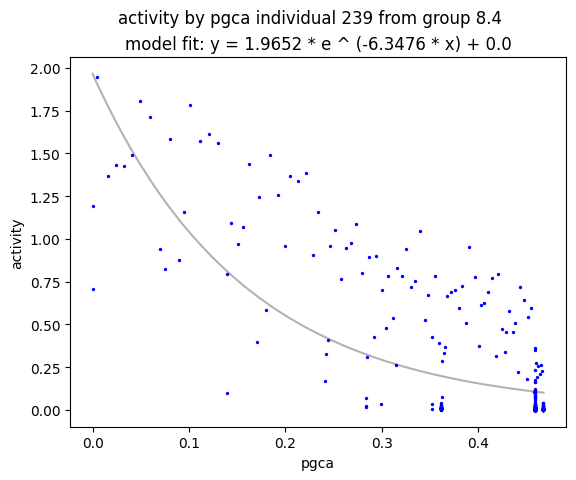 activity by pgca individual 239 from group 8.4
model fit: y = 1.9652 * e ^ (-6.3476 * x) + 0.0
2.00
1.75
1.50
1.25
1.00
0.75
0.50
0.25
0.00
activity
0.0 0.1 0.2 0.3 0.4
pgca